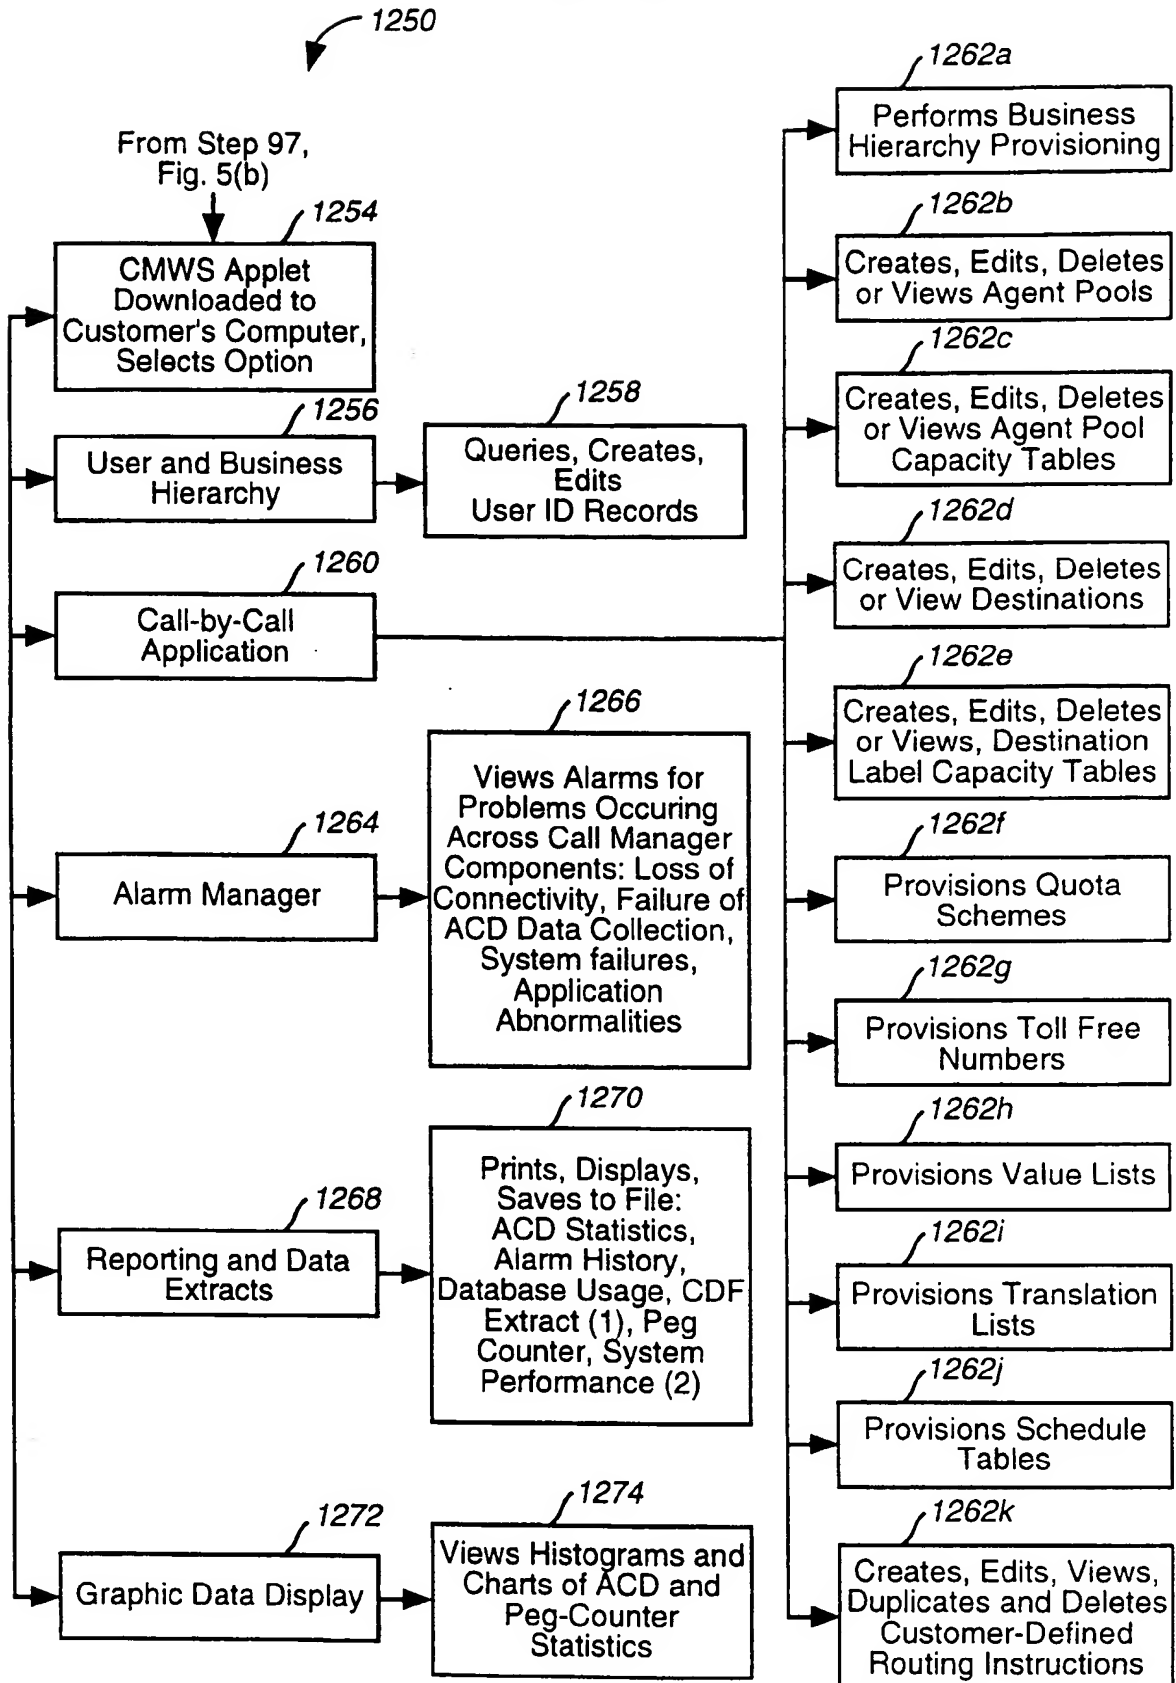 1250
From Step 97,
Fig. 5(b)
1254
CMWS Applet
Downloaded to
Customer's Computer,
Selects Option
1256
User and Business
Hierarchy
1258
Queries, Creates,
Edits
User ID Records
1260
Call-by-Call
Application
1264
Alarm Manager
1266
Views Alarms for
Problems Occuring
Across Call Manager
Components: Loss of
Connectivity, Failure of
ACD Data Collection,
System failures,
Application
Abnormalities
1268
Reporting and Data
Extracts
1270
Prints, Displays,
Saves to File:
ACD Statistics,
Alarm History,
Database Usage, CDF
Extract (1), Peg
Counter, System
Performance (2)
1272
Graphic Data Display
1274
Views Histograms and
Charts of ACD and
Peg-Counter
Statistics
1262a
Performs Business
Hierarchy Provisioning
1262b
Creates, Edits, Deletes
or Views Agent Pools
1262c
Creates, Edits, Deletes
or Views Agent Pool
Capacity Tables
1262d
Creates, Edits, Deletes
or View Destinations
1262e
Creates, Edits, Deletes
or Views, Destination
Label Capacity Tables
1262f
Provisions Quota
Schemes
1262g
Provisions Toll Free
Numbers
1262h
Provisions Value Lists
1262i
Provisions Translation
Lists
1262j
Provisions Schedule
Tables
1262k
Creates, Edits, Views,
Duplicates and Deletes
Customer-Defined
Routing Instructions